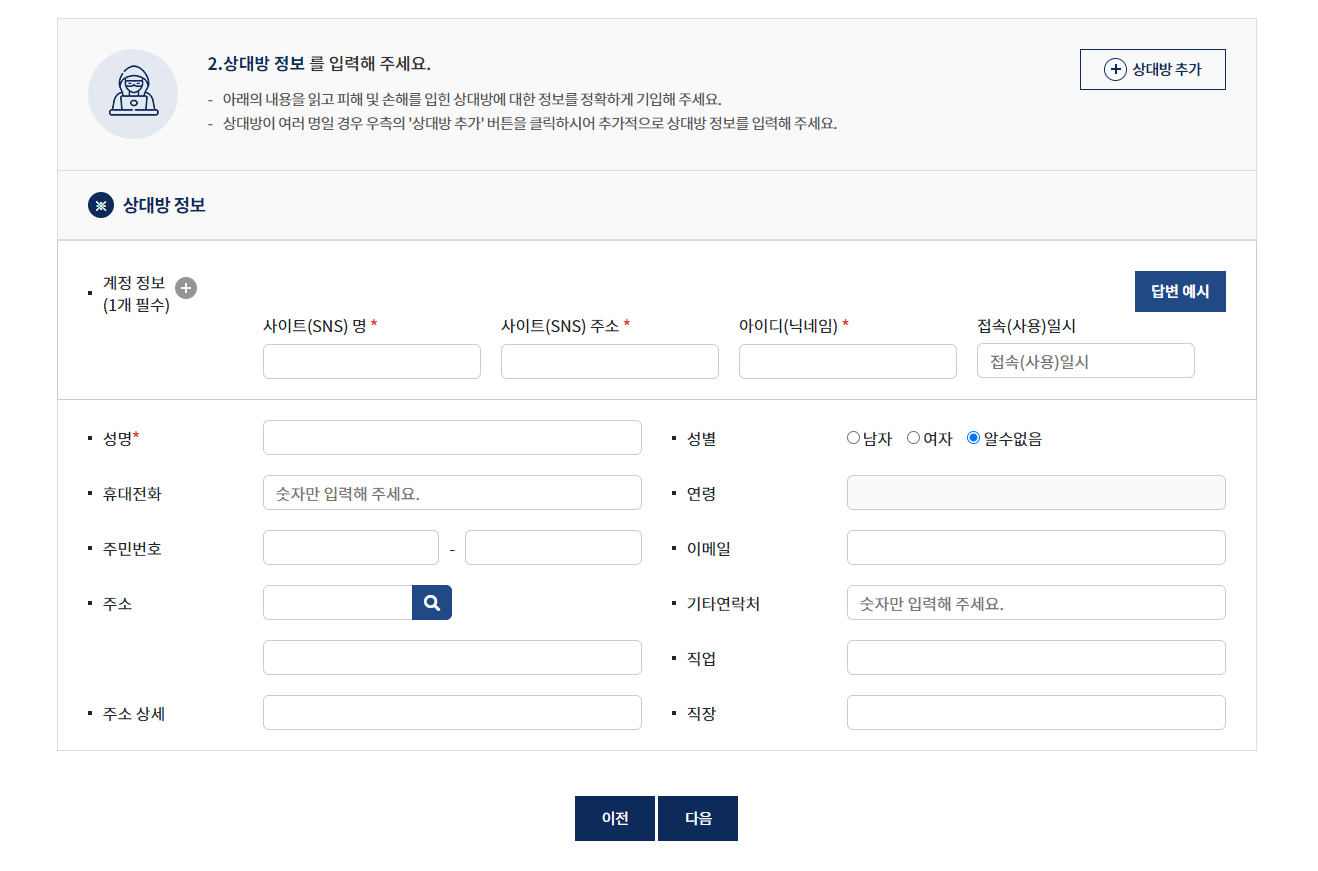 2.상대방 정보 를 입력해 주세요.
상대방 추가
- 아래의 내용을 읽고 피해 및 손해를 입힌 상대방에 대한 정보를 정확하게 기입해 주세요.
- 상대방이 여러 명일 경우 우측의 '상대방 추가' 버튼을 클릭하시어 추가적으로 상대방 정보를 입력해 주세요.
※ 상대방 정보
계정 정보
(1개 필수)
답변 예시
사이트(SNS) 명 * 사이트(SNS) 주소 * 아이디(닉네임) * 접속(사용)일시
접속(사용)일시
성명* 성별 남자 여자 알수없음
휴대전화 숫자만 입력해 주세요. 연령
주민번호 - 이메일
주소 기타연락처 숫자만 입력해 주세요.
직업
주소 상세 직장
이전 다음